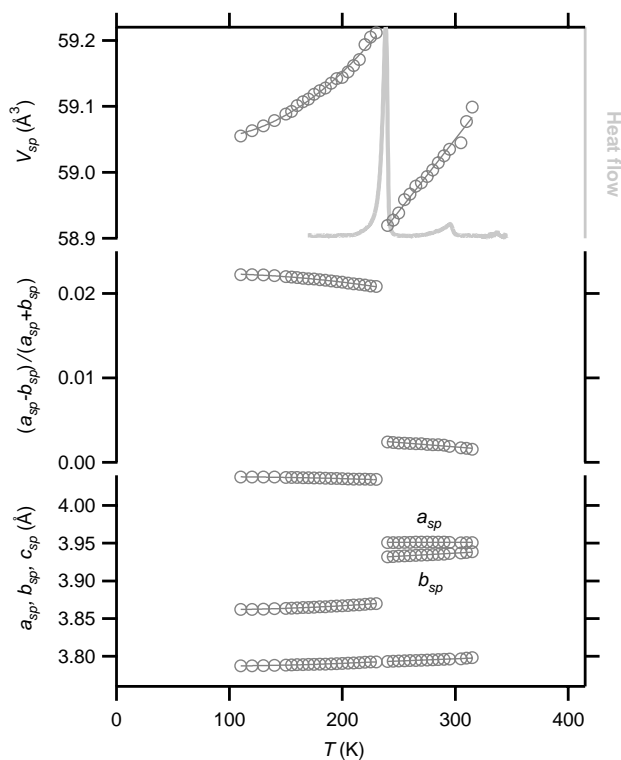 59.2
59.1
59.0
58.9
V_sp (Å³)
Heat flow
0.02
0.01
0.00
(a_sp-b_sp)/(a_sp+b_sp)
4.00
3.95
3.90
3.85
3.80
a_sp, b_sp, c_sp (Å)
a_sp
b_sp
0 100 200 300 400
T (K)